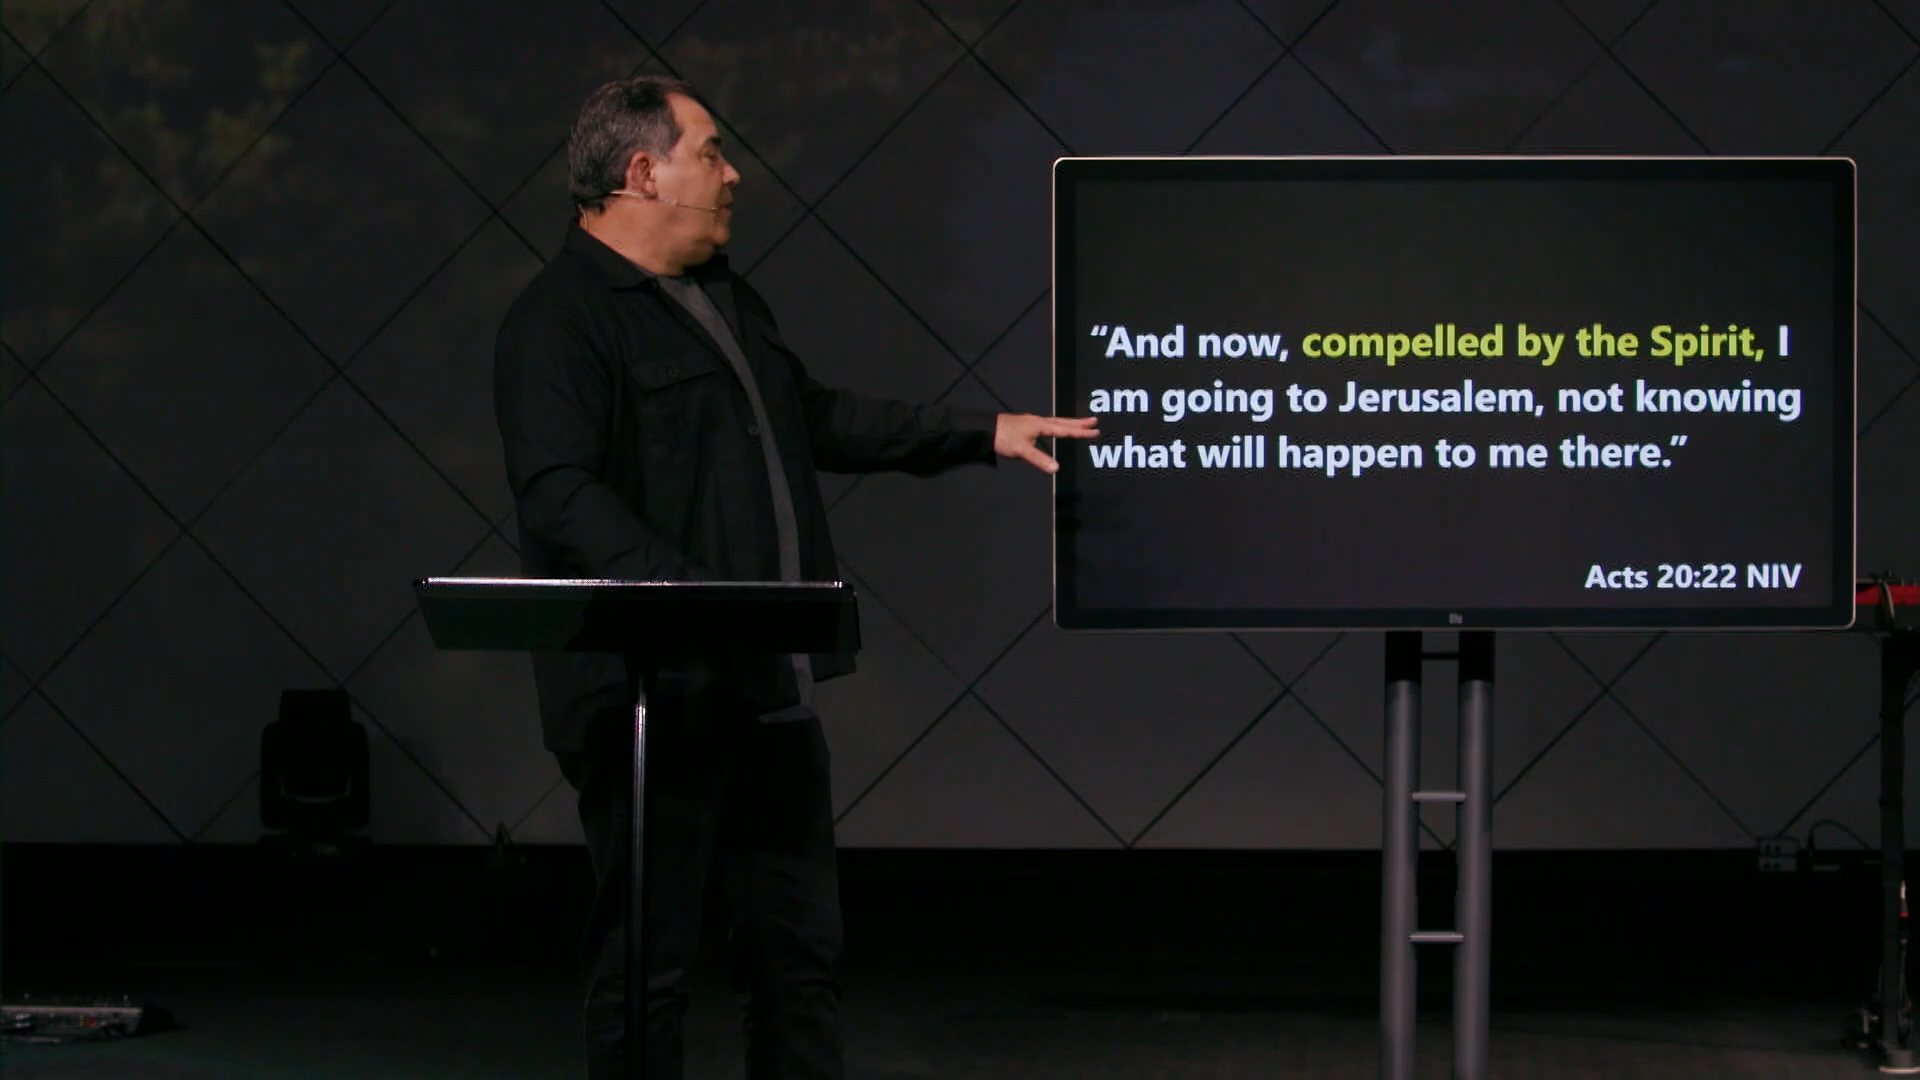 “And now, compelled by the Spirit, I
am going to Jerusalem, not knowing
what will happen to me there.”
Acts 20:22 NIV